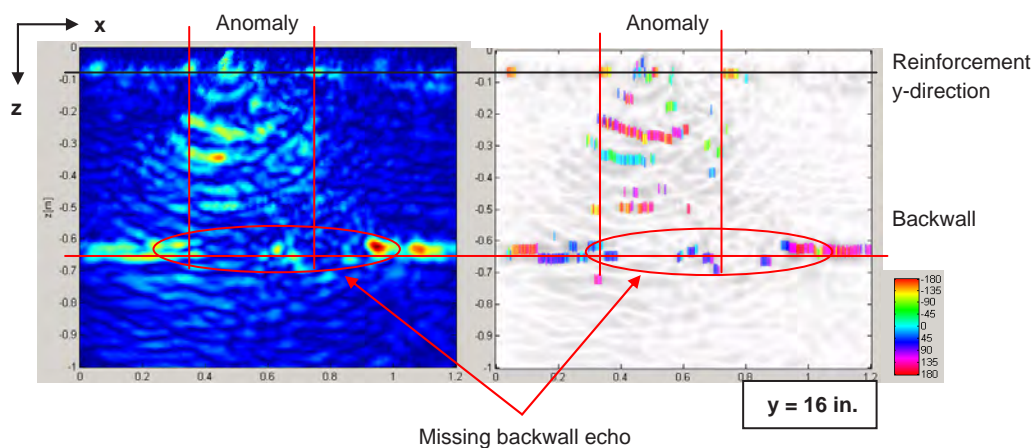 Anomaly
Anomaly
x
z
Reinforcement
y-direction
Backwall
0
-0.1
-0.2
-0.3
-0.4
-0.5
-0.6
-0.7
-0.8
-0.9
-1
z[m]
0 0.2 0.4 0.6 0.8 1 1.2
0
-0.1
-0.2
-0.3
-0.4
-0.5
-0.6
-0.7
-0.8
-0.9
-1
0 0.2 0.4 0.6 0.8 1 1.2
-180
-135
-90
-45
0
45
90
135
180
y = 16 in.
Missing backwall echo